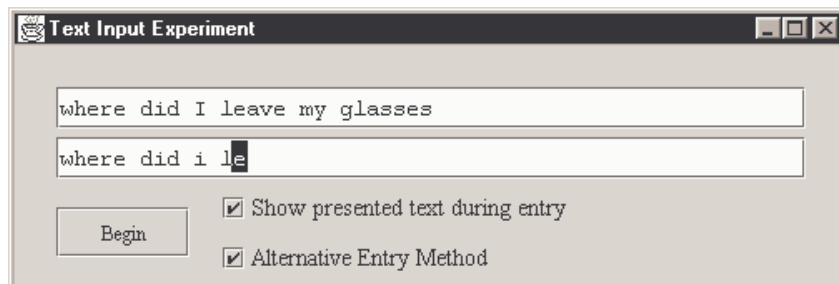 Text Input Experiment
where did I leave my glasses
where did i le
Show presented text during entry
Begin
Alternative Entry Method